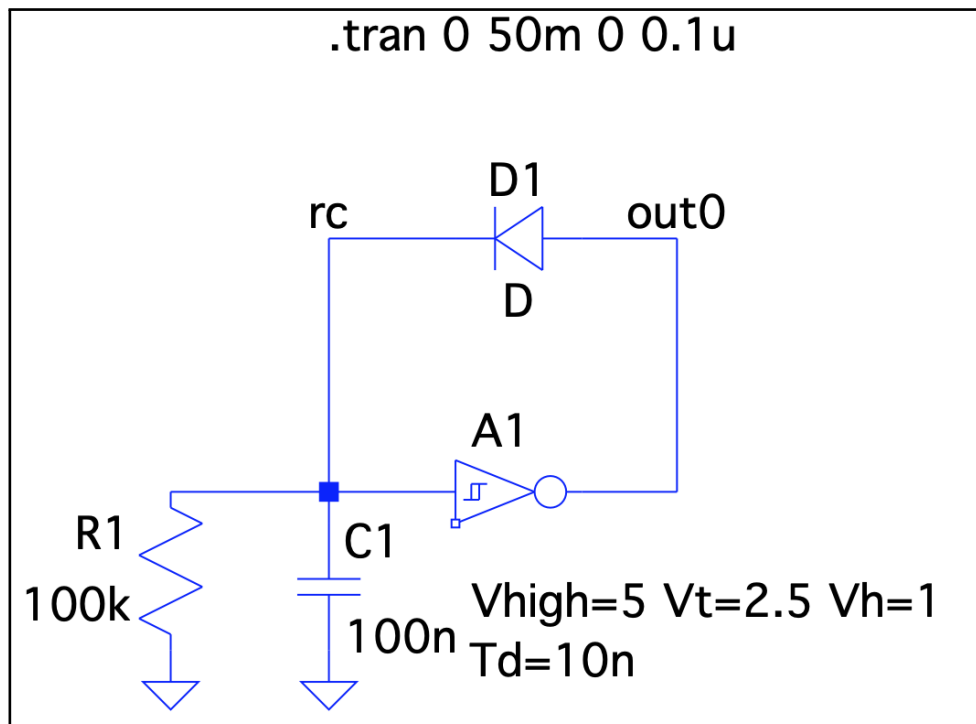 .tran 0 50m 0 0.1u
D1
rc
out0
D
A1
R1
C1
100k
100n
Vhigh=5 Vt=2.5 Vh=1
Td=10n